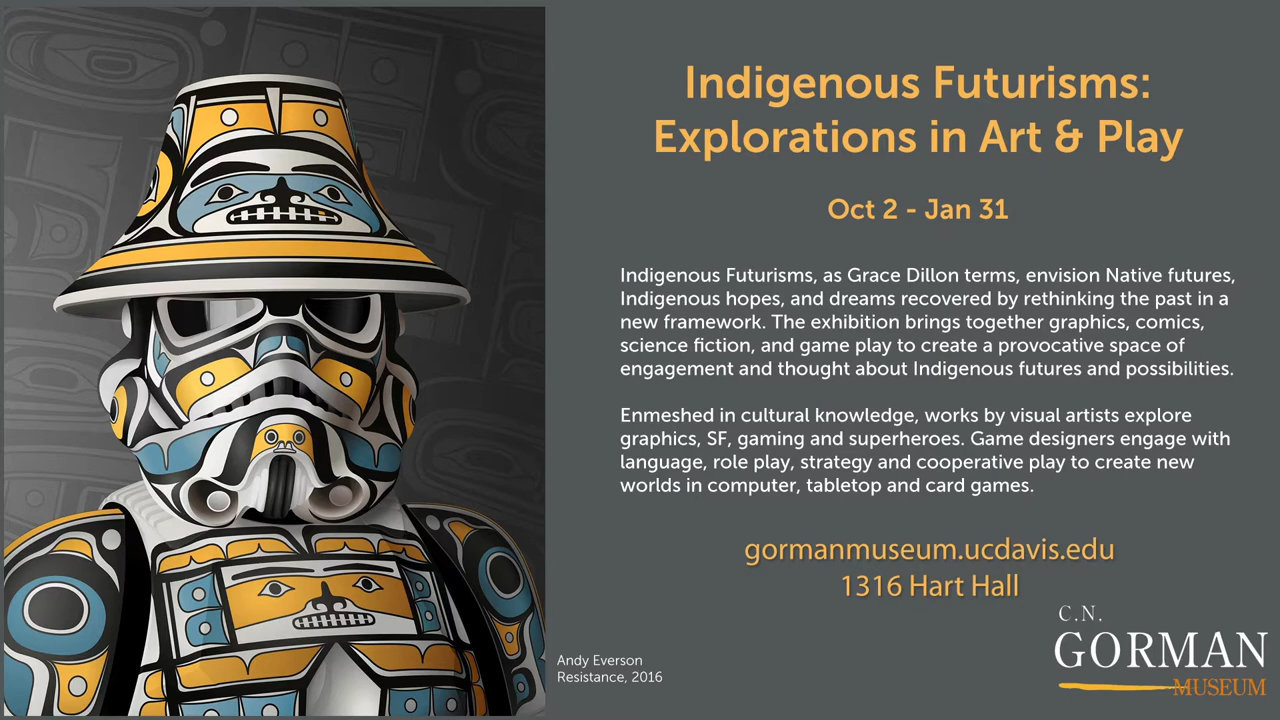 Indigenous Futurisms:
Explorations in Art & Play
Oct 2 - Jan 31
Indigenous Futurisms, as Grace Dillon terms, envision Native futures,
Indigenous hopes, and dreams recovered by rethinking the past in a
new framework. The exhibition brings together graphics, comics,
science fiction, and game play to create a provocative space of
engagement and thought about Indigenous futures and possibilities.
Enmeshed in cultural knowledge, works by visual artists explore
graphics, SF, gaming and superheroes. Game designers engage with
language, role play, strategy and cooperative play to create new
worlds in computer, tabletop and card games.
gormanmuseum.ucdavis.edu
1316 Hart Hall
C.N.
GORMAN
MUSEUM
Andy Everson
Resistance, 2016